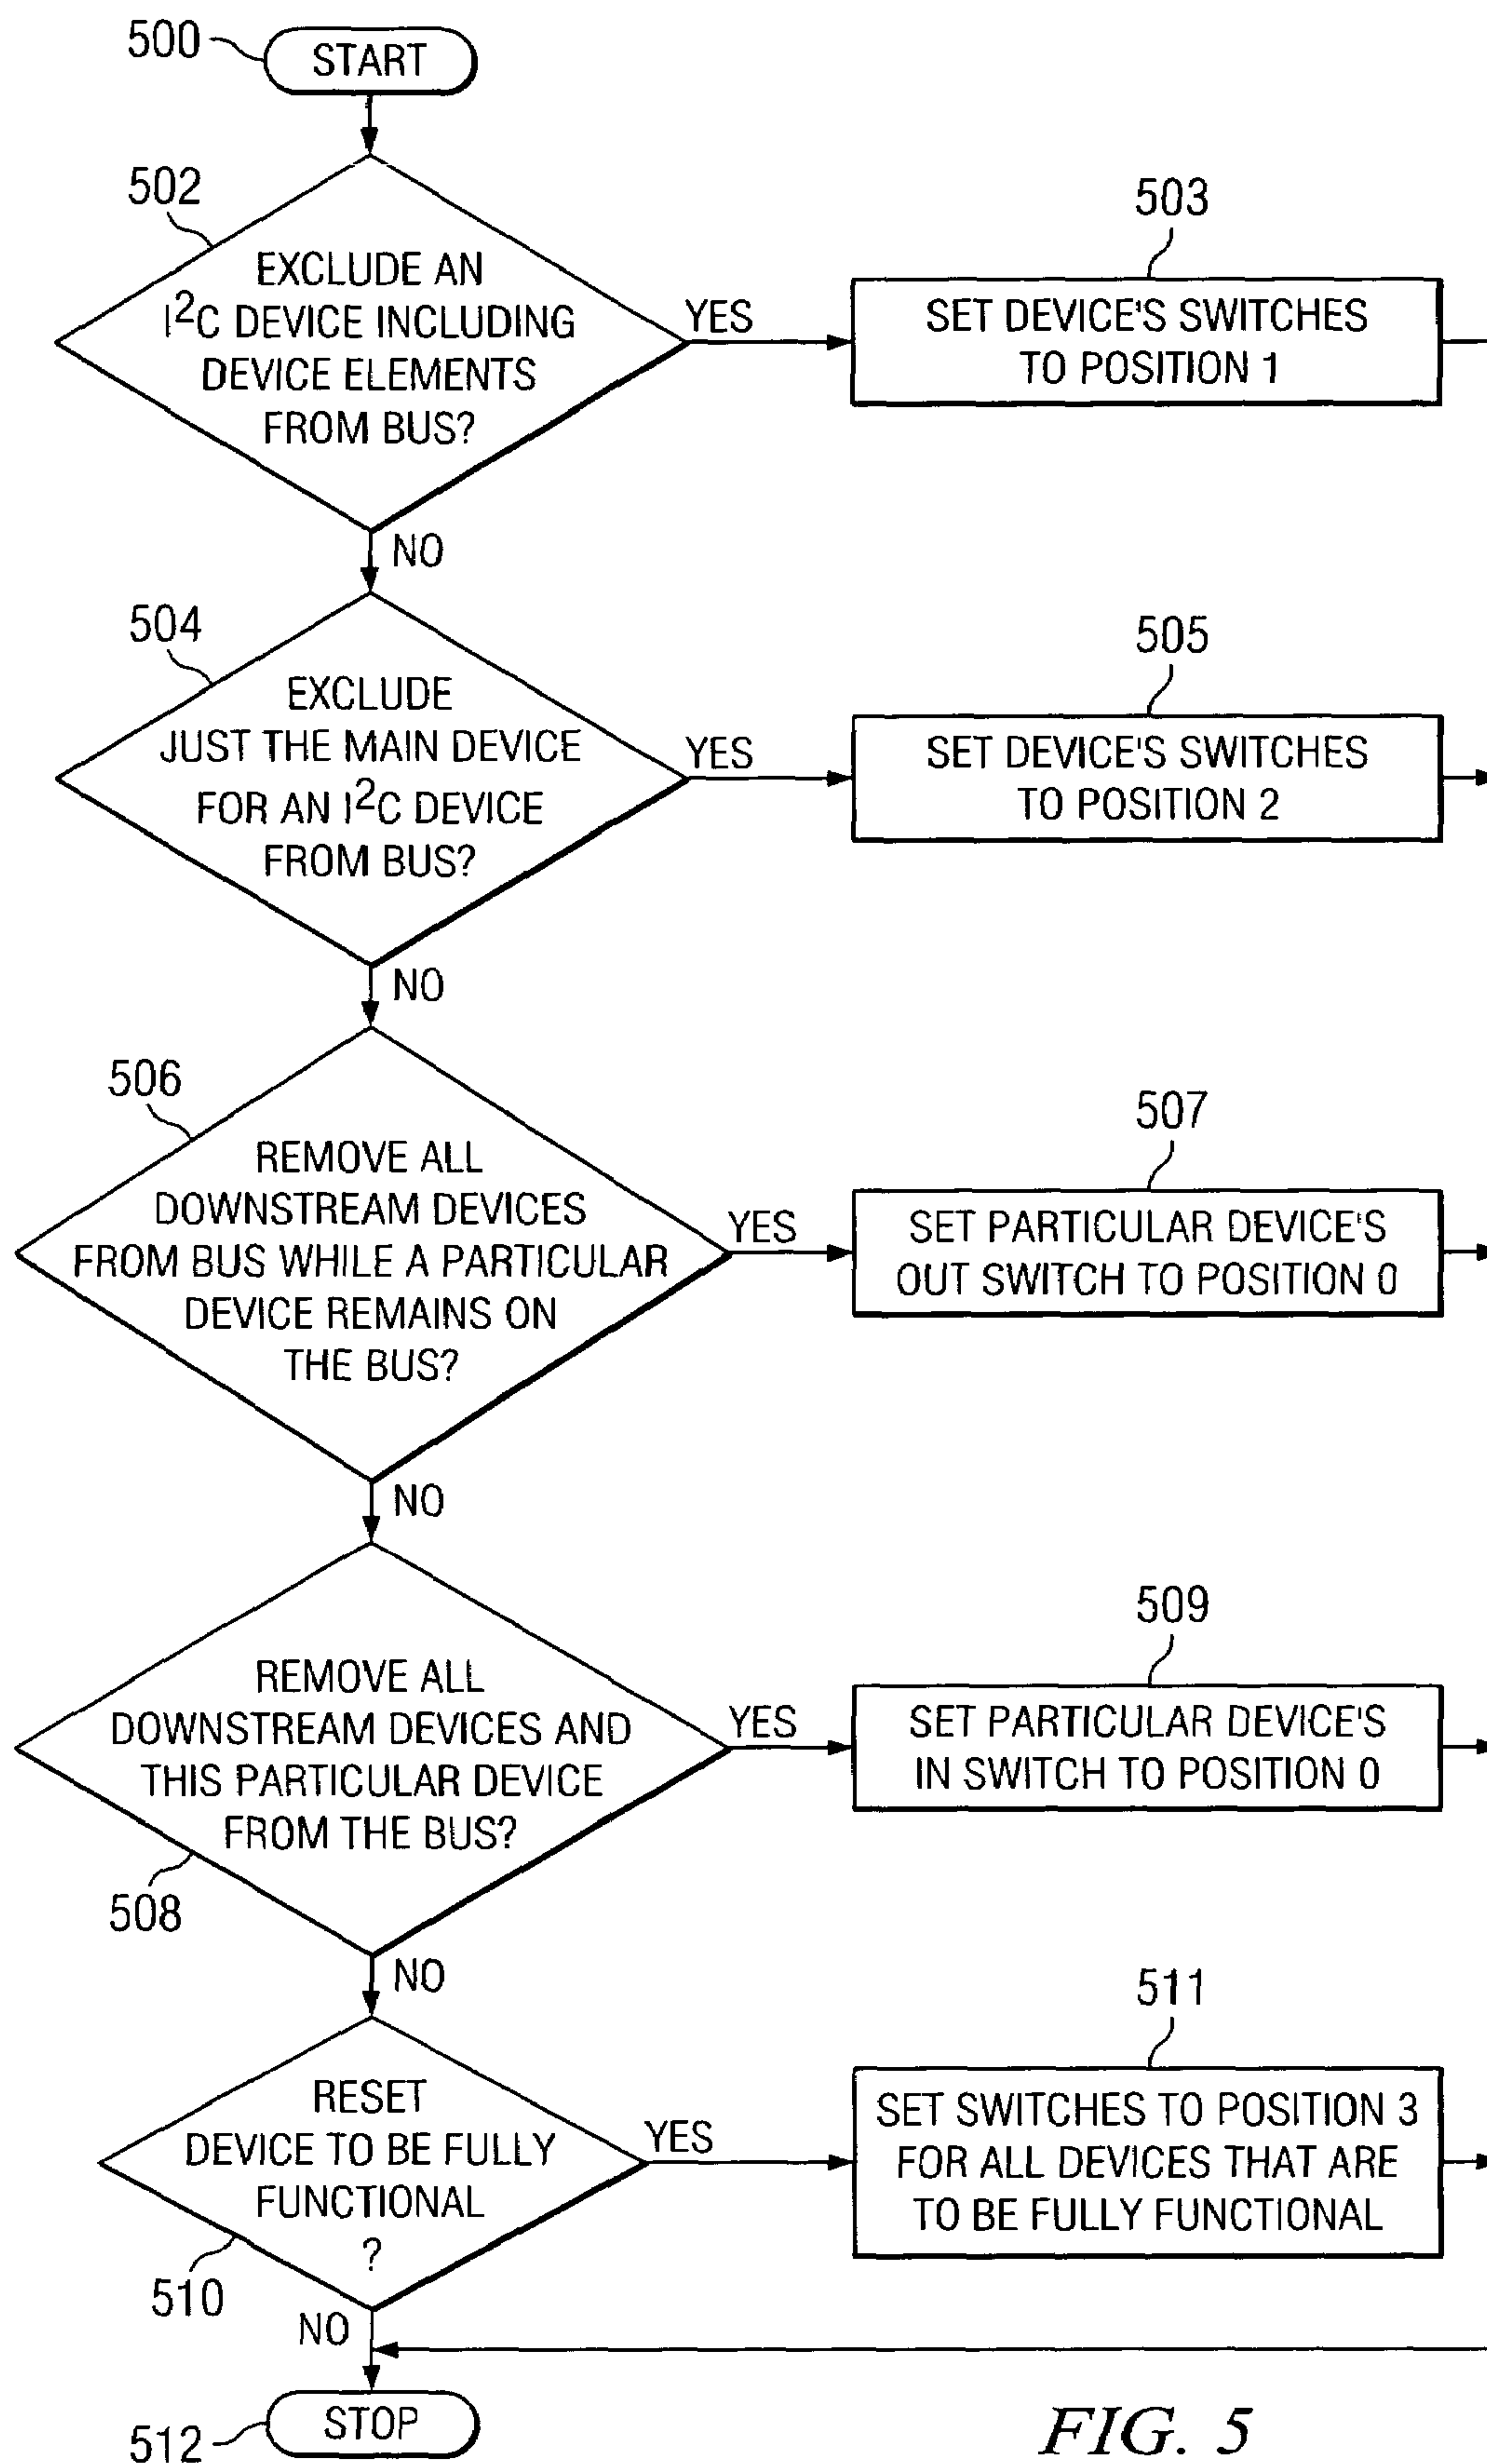 500
START
502
EXCLUDE AN
I²C DEVICE INCLUDING
DEVICE ELEMENTS
FROM BUS?
YES
503
SET DEVICE'S SWITCHES
TO POSITION 1
NO
504
EXCLUDE
JUST THE MAIN DEVICE
FOR AN I²C DEVICE
FROM BUS?
YES
505
SET DEVICE'S SWITCHES
TO POSITION 2
NO
506
REMOVE ALL
DOWNSTREAM DEVICES
FROM BUS WHILE A PARTICULAR
DEVICE REMAINS ON
THE BUS?
YES
507
SET PARTICULAR DEVICE'S
OUT SWITCH TO POSITION 0
NO
508
REMOVE ALL
DOWNSTREAM DEVICES AND
THIS PARTICULAR DEVICE
FROM THE BUS?
YES
509
SET PARTICULAR DEVICE'S
IN SWITCH TO POSITION 0
NO
510
RESET
DEVICE TO BE FULLY
FUNCTIONAL
?
YES
511
SET SWITCHES TO POSITION 3
FOR ALL DEVICES THAT ARE
TO BE FULLY FUNCTIONAL
NO
512
STOP
FIG. 5